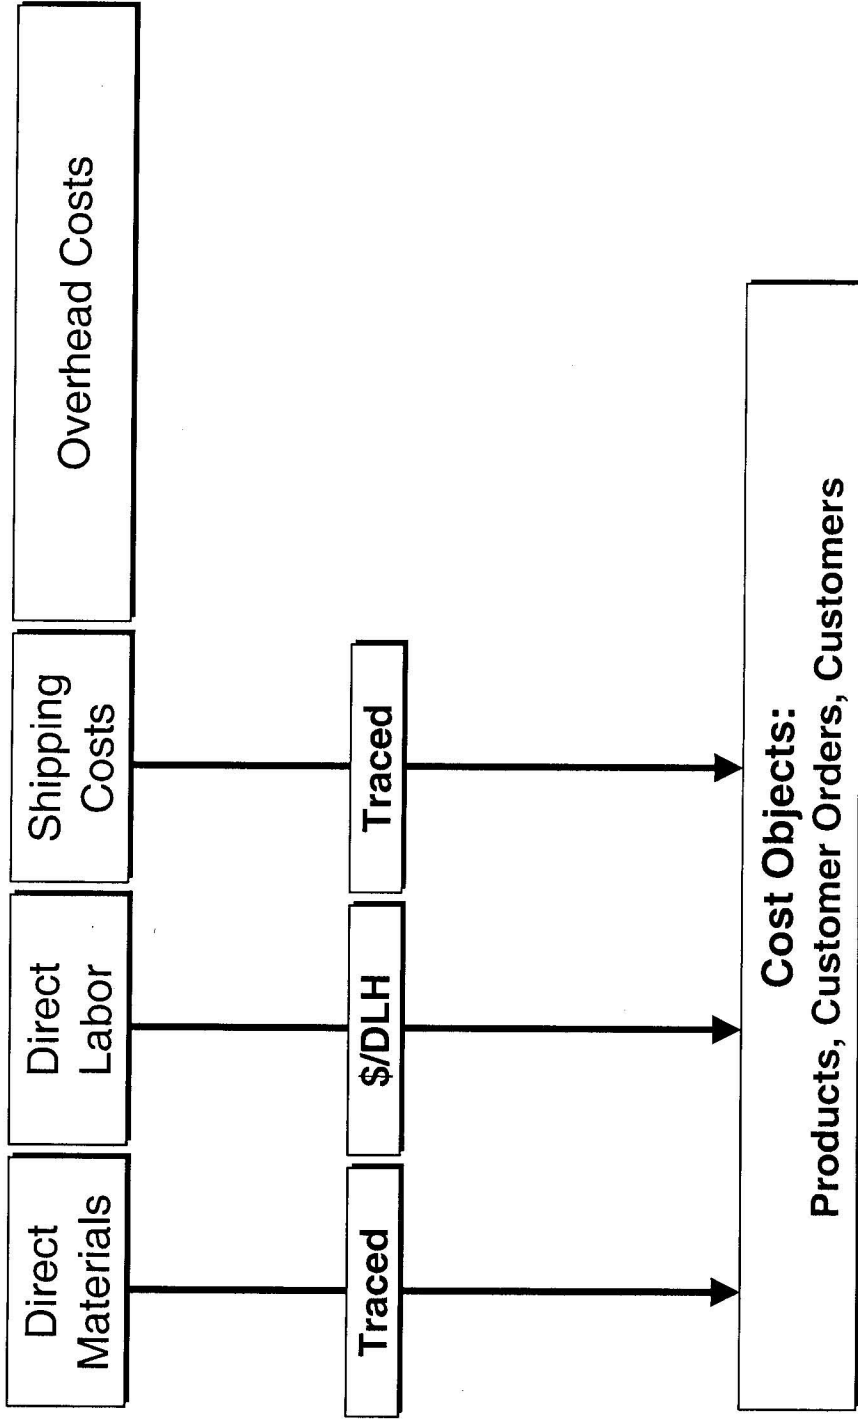 Direct
Materials
Direct
Labor
Shipping
Costs
Overhead Costs
Traced
$/DLH
Traced
Cost Objects:
Products, Customer Orders, Customers